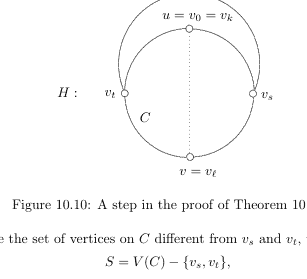 u = v₀ = vₖ
H : vₜ vₛ
C
v = v_ℓ
Figure 10.10: A step in the proof of Theorem 10
the set of vertices on C different from vₛ and vₜ,
S = V(C) − {vₛ, vₜ},